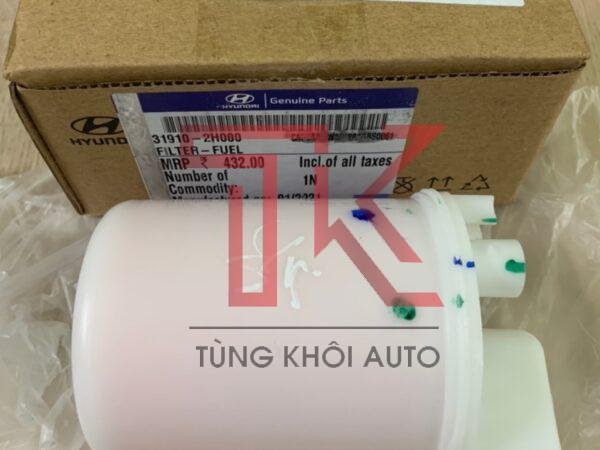 HYUNDAI | Genuine Parts
HYUNDAI
31910-2H000
FILTER-FUEL
MRP ₹ 432.00 Incl.of all taxes
Number of
Commodity: 1N
TK
TÙNG KHÔI AUTO